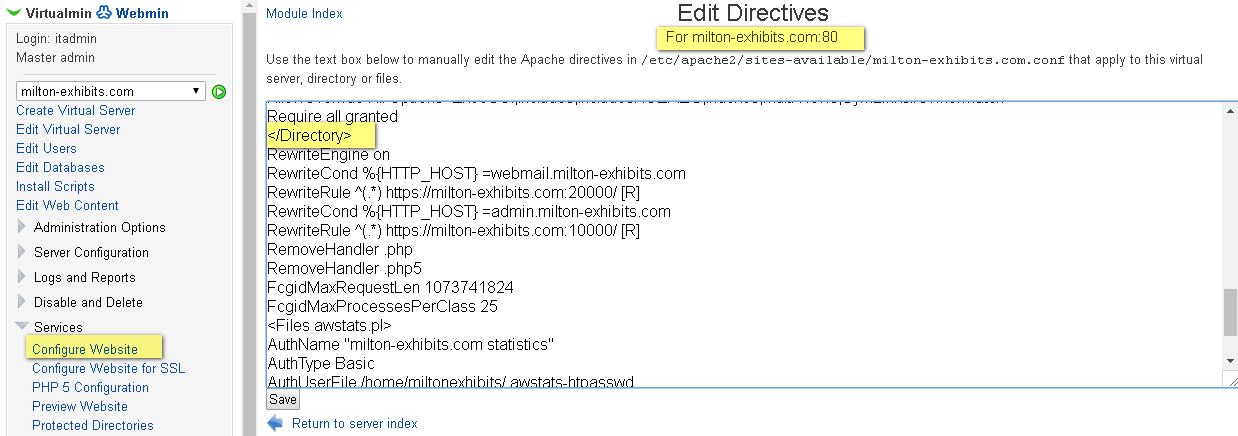 Virtualmin Webmin
Login: itadmin
Master admin
milton-exhibits.com
Create Virtual Server
Edit Virtual Server
Edit Users
Edit Databases
Install Scripts
Edit Web Content
Administration Options
Server Configuration
Logs and Reports
Disable and Delete
Services
Configure Website
Configure Website for SSL
PHP 5 Configuration
Preview Website
Protected Directories
Module Index
Edit Directives
For milton-exhibits.com:80
Use the text box below to manually edit the Apache directives in /etc/apache2/sites-available/milton-exhibits.com.conf that apply to this virtual
server, directory or files.
Require all granted
</Directory>
RewriteEngine on
RewriteCond %{HTTP_HOST} =webmail.milton-exhibits.com
RewriteRule ^(.*) https://milton-exhibits.com:20000/ [R]
RewriteCond %{HTTP_HOST} =admin.milton-exhibits.com
RewriteRule ^(.*) https://milton-exhibits.com:10000/ [R]
RemoveHandler .php
RemoveHandler .php5
FcgidMaxRequestLen 1073741824
FcgidMaxProcessesPerClass 25
<Files awstats.pl>
AuthName "milton-exhibits.com statistics"
AuthType Basic
AuthUserFile /home/miltonexhibits/.awstats-htpasswd
Save
Return to server index